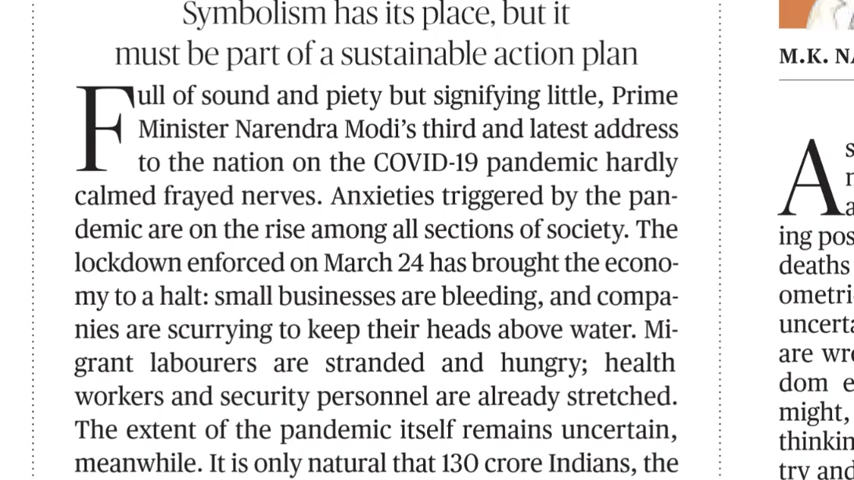 Symbolism has its place, but it
must be part of a sustainable action plan
Full of sound and piety but signifying little, Prime
Minister Narendra Modi's third and latest address
to the nation on the COVID-19 pandemic hardly
calmed frayed nerves. Anxieties triggered by the pan-
demic are on the rise among all sections of society. The
lockdown enforced on March 24 has brought the econo-
my to a halt: small businesses are bleeding, and compa-
nies are scurrying to keep their heads above water. Mi-
grant labourers are stranded and hungry; health
workers and security personnel are already stretched.
The extent of the pandemic itself remains uncertain,
meanwhile. It is only natural that 130 crore Indians, the
M.K.
A
ing
deaths
are
dom
might,
try and